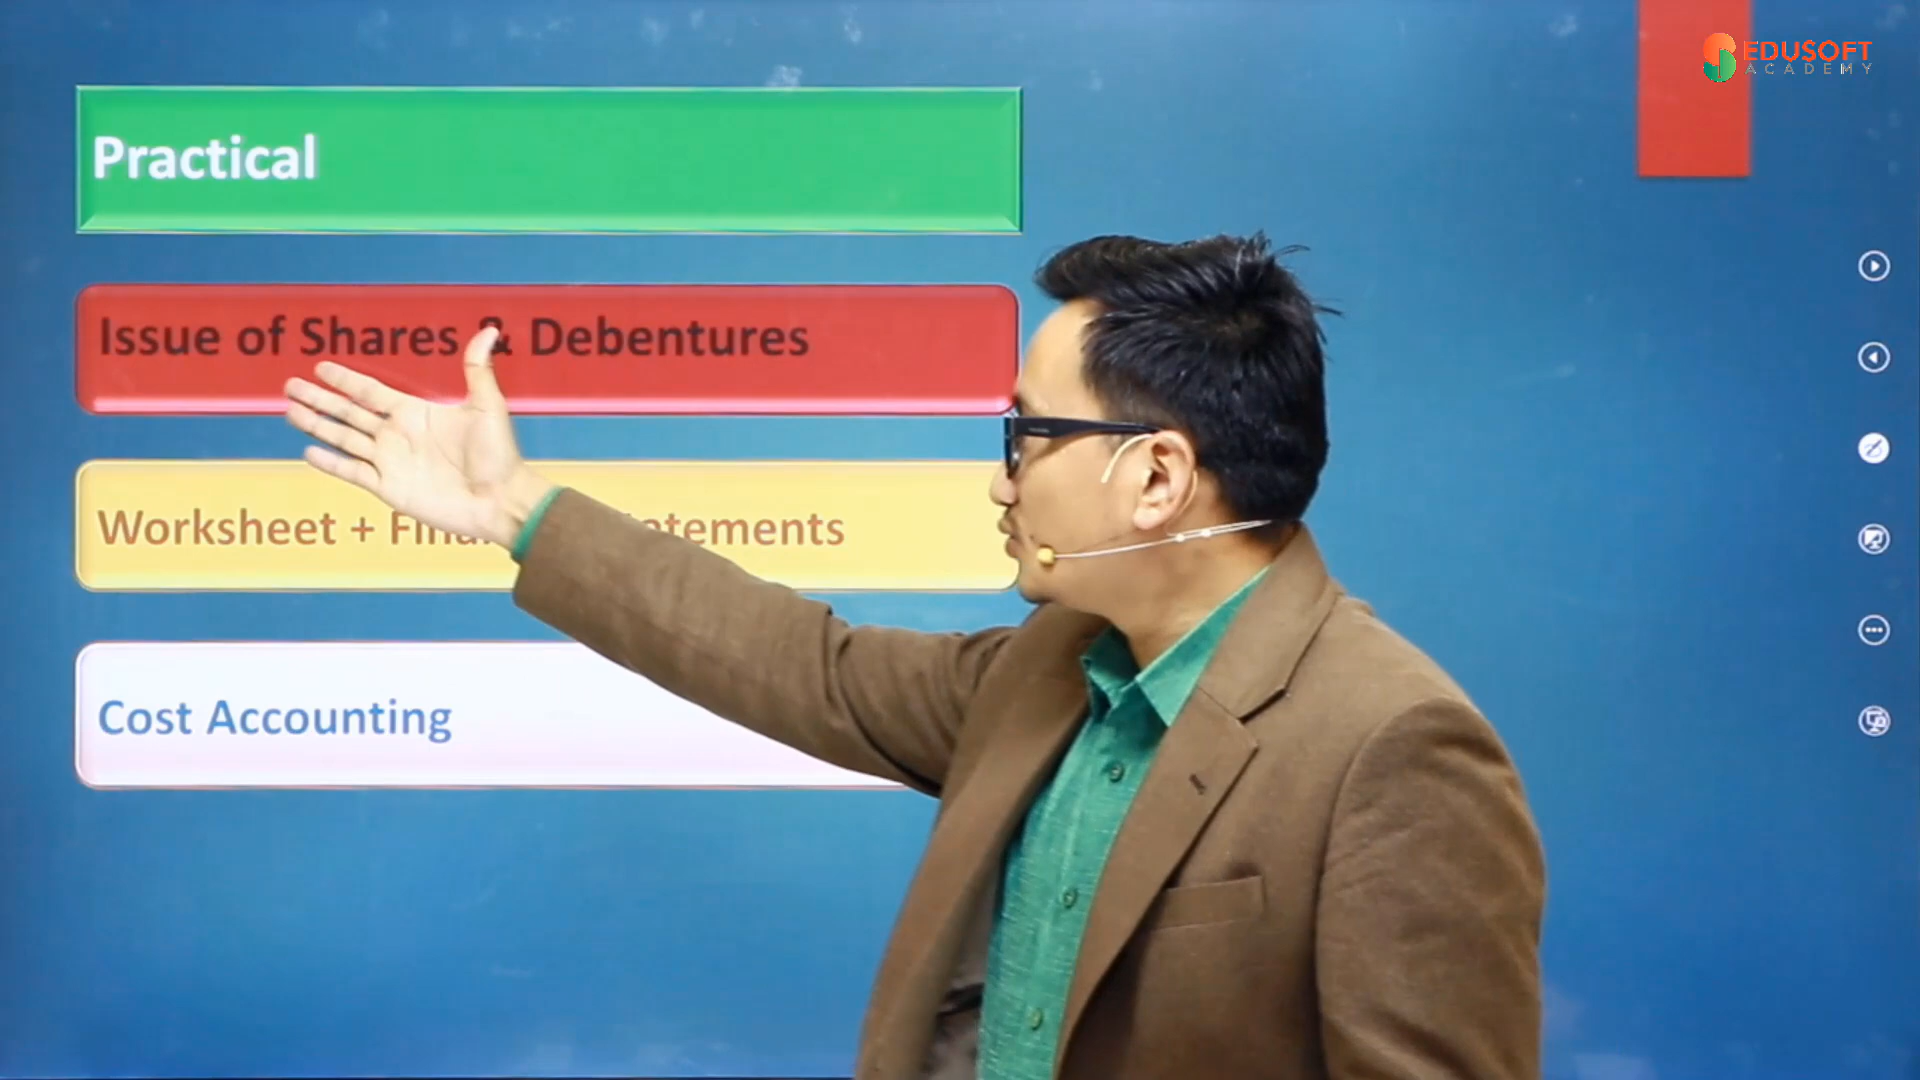 EDUSOFT
ACADEMY
Practical
Issue of Shares & Debentures
Worksheet +
Cost Accounting